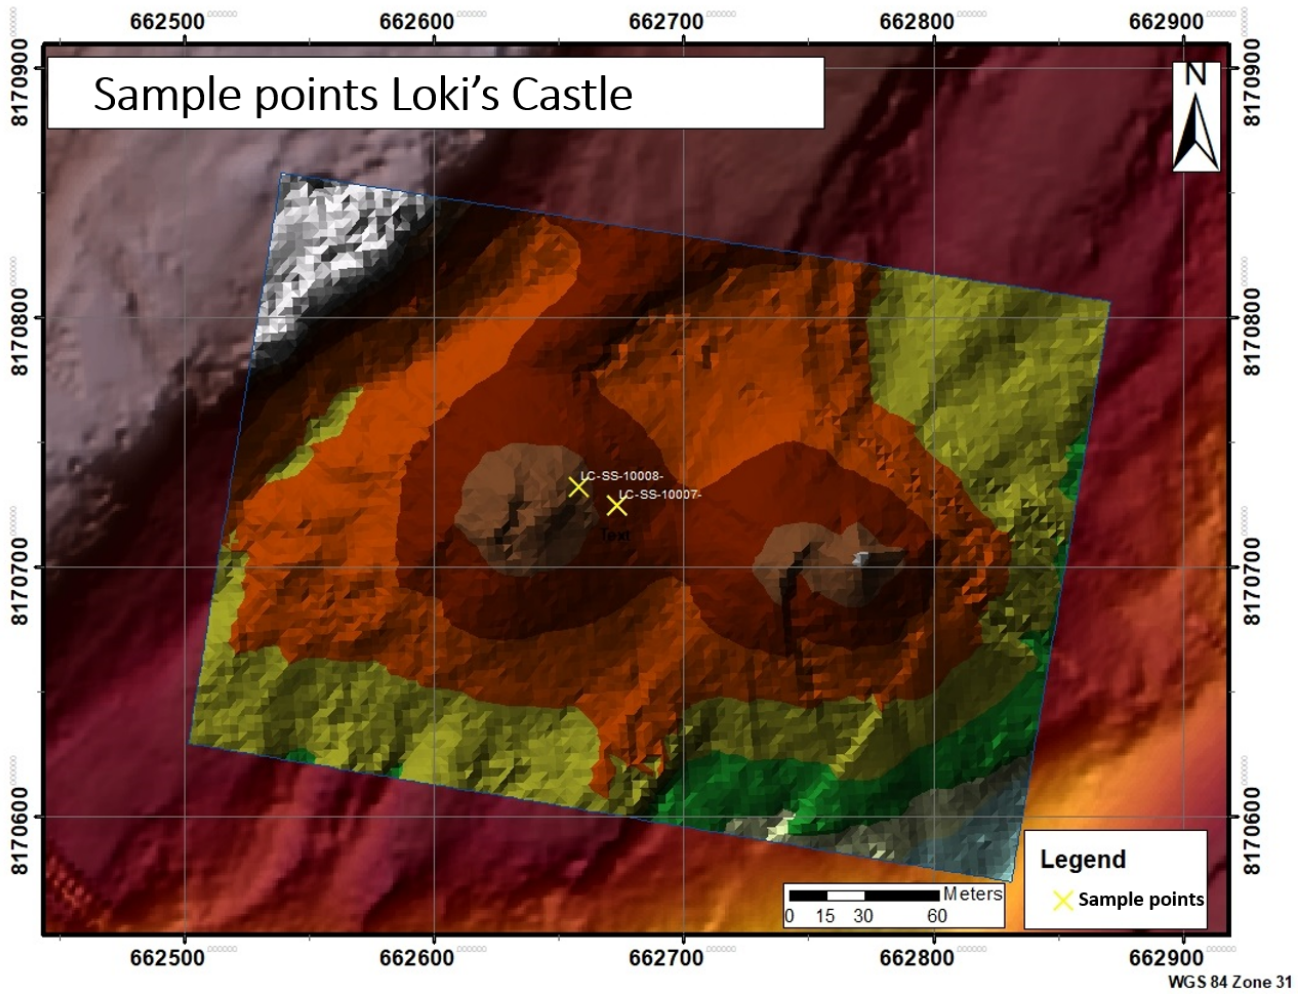 662500 662600 662700 662800 662900
Sample points Loki's Castle
N
8170900 8170900
8170800 8170800
LC-SS-10008-
LC-SS-10007-
Text
8170700 8170700
8170600 8170600
Legend
Sample points
Meters
0 15 30 60
662500 662600 662700 662800 662900
WGS 84 Zone 31